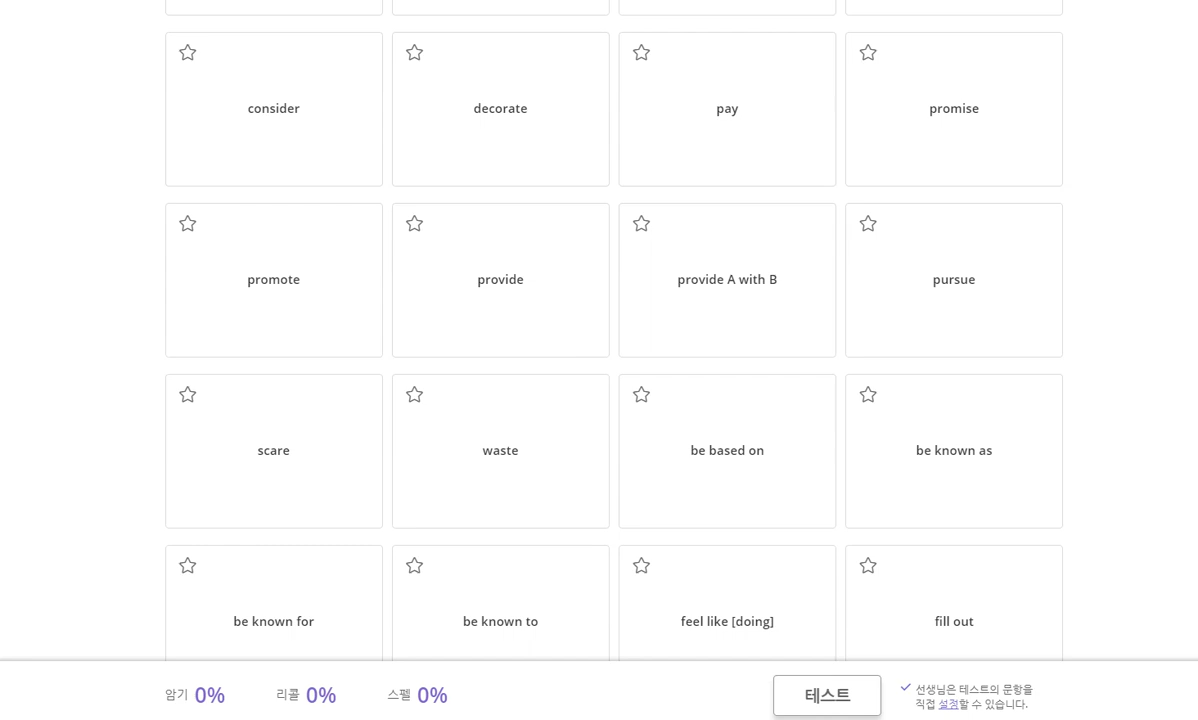 consider
decorate
pay
promise
promote
provide
provide A with B
pursue
scare
waste
be based on
be known as
be known for
be known to
feel like [doing]
fill out
암기 0%
리콜 0%
스펠 0%
테스트
선생님은 테스트의 문항을
직접 설정할 수 있습니다.